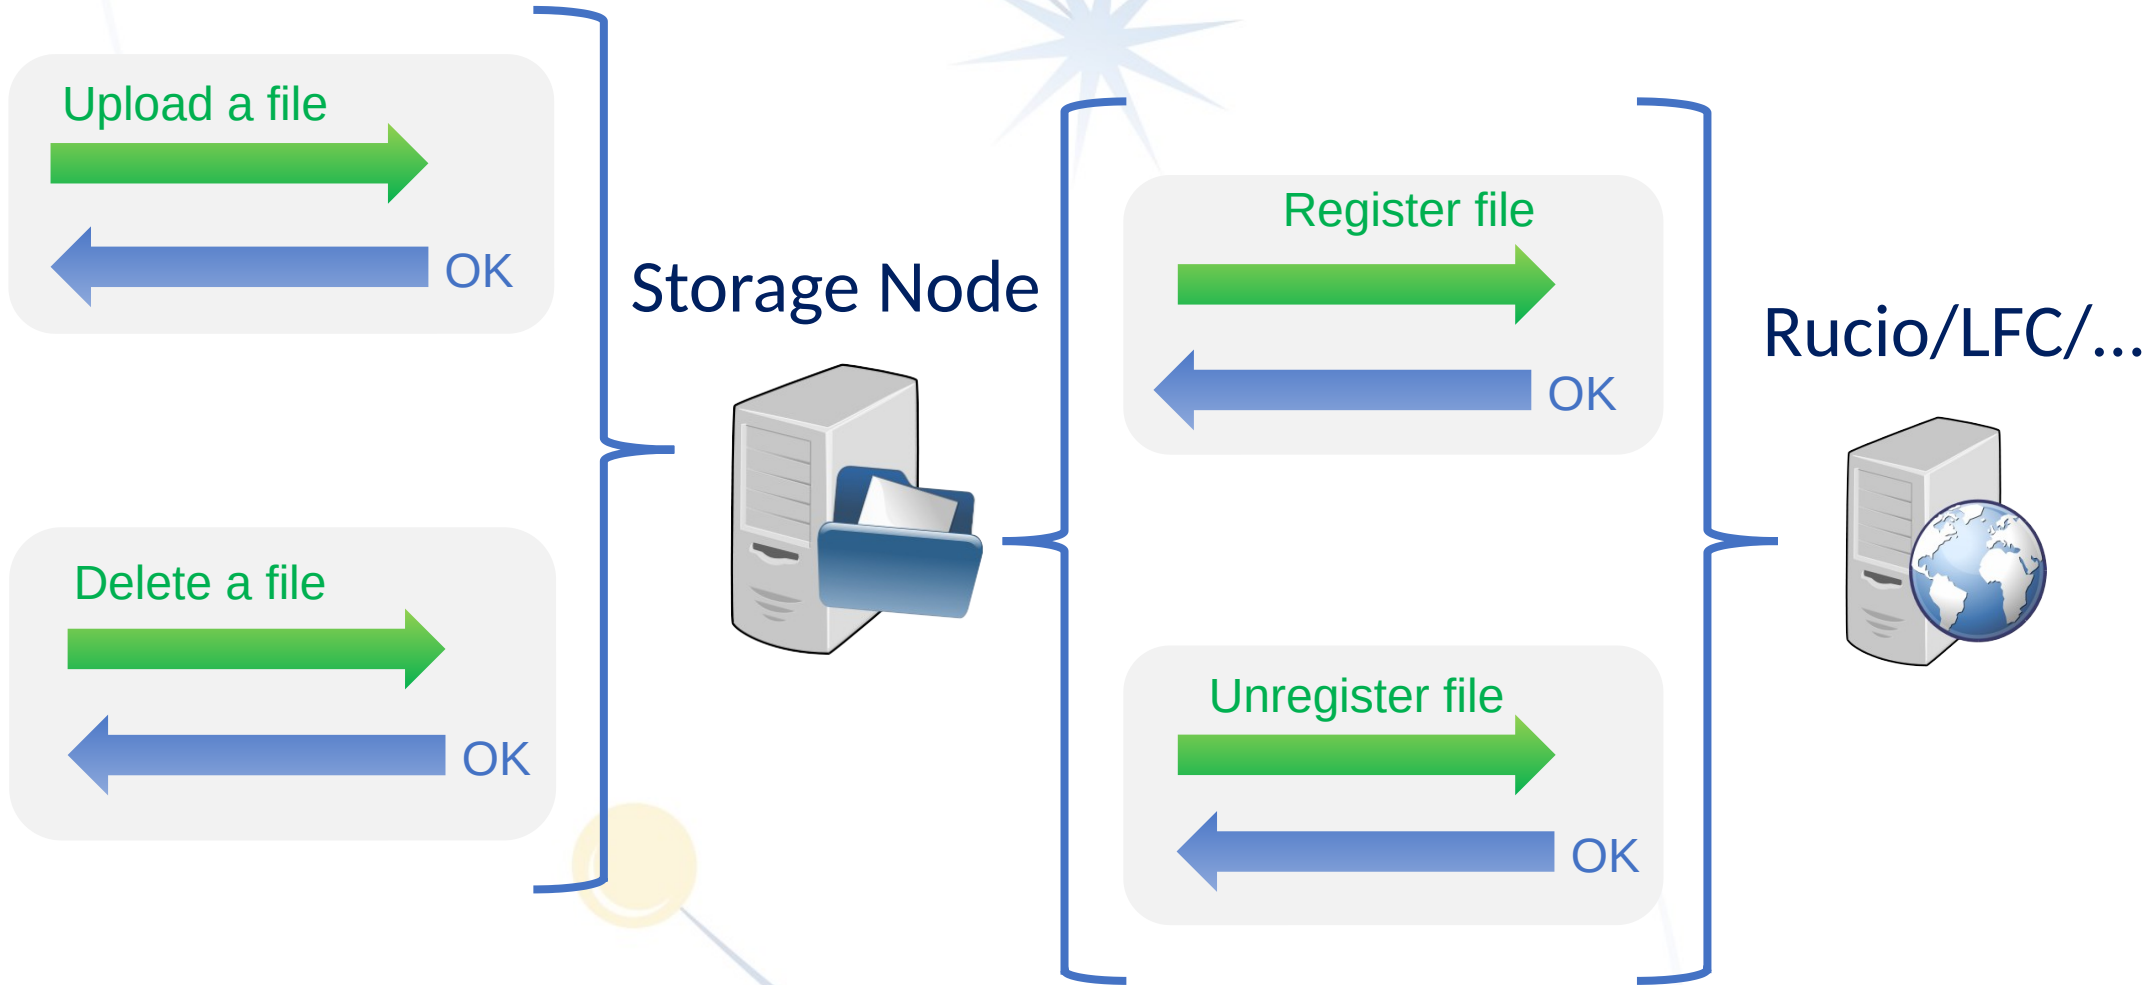 Upload a file
OK
Delete a file
OK
Storage Node
Register file
OK
Unregister file
OK
Rucio/LFC/...